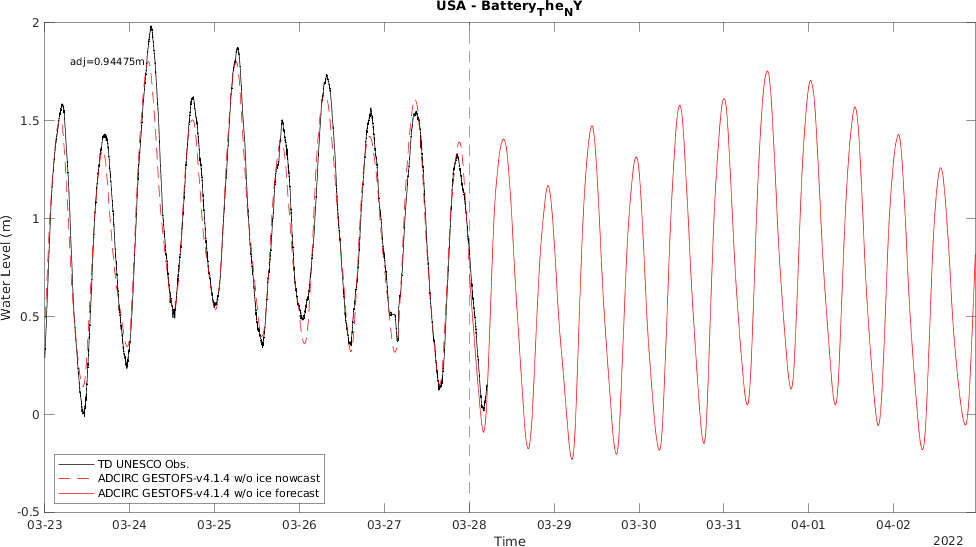 USA - BatteryTheNY
2
adj=0.94475m
1.5
1
Water Level (m)
0.5
0
TD UNESCO Obs.
ADCIRC GESTOFS-v4.1.4 w/o ice nowcast
ADCIRC GESTOFS-v4.1.4 w/o ice forecast
-0.5
03-23 03-24 03-25 03-26 03-27 03-28 03-29 03-30 03-31 04-01 04-02
Time
2022